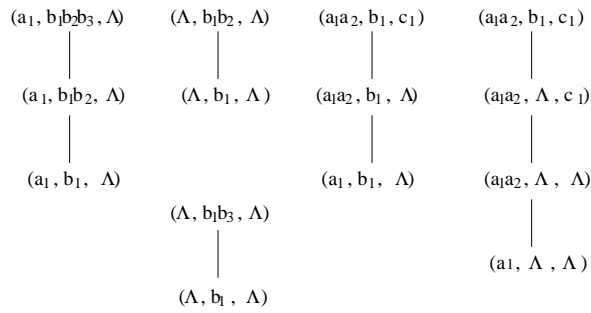 (a₁, b₁b₂b₃, Λ) (Λ, b₁b₂, Λ) (a₁a₂, b₁, c₁) (a₁a₂, b₁, c₁)
(a₁, b₁b₂, Λ) (Λ, b₁, Λ) (a₁a₂, b₁, Λ) (a₁a₂, Λ, c₁)
(a₁, b₁, Λ) (a₁, b₁, Λ) (a₁a₂, Λ, Λ)
(Λ, b₁b₃, Λ)
(a1, Λ, Λ)
(Λ, b₁, Λ)